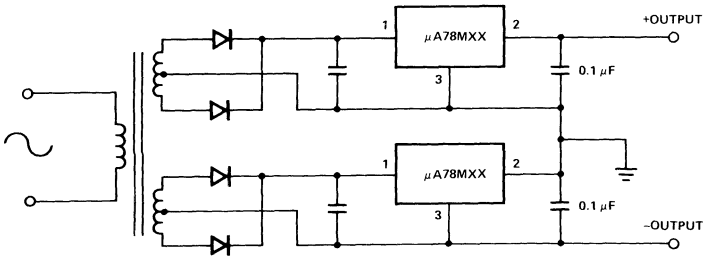 +OUTPUT
1
μA78MXX
2
3
0.1 μF
1
μA78MXX
2
3
0.1 μF
−OUTPUT